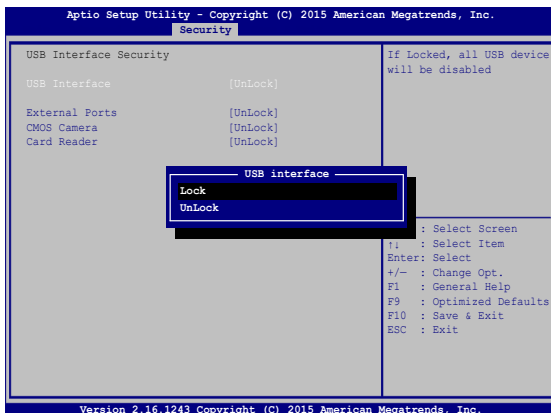 Aptio Setup Utility - Copyright (C) 2015 American Megatrends, Inc.
Security
USB Interface Security
USB Interface [UnLock]
External Ports [UnLock]
CMOS Camera [UnLock]
Card Reader [UnLock]
If Locked, all USB device
will be disabled
USB interface
Lock
UnLock
: Select Screen
↑↓ : Select Item
Enter: Select
+/— : Change Opt.
F1 : General Help
F9 : Optimized Defaults
F10 : Save & Exit
ESC : Exit
Version 2.16.1243 Copyright (C) 2015 American Megatrends, Inc.